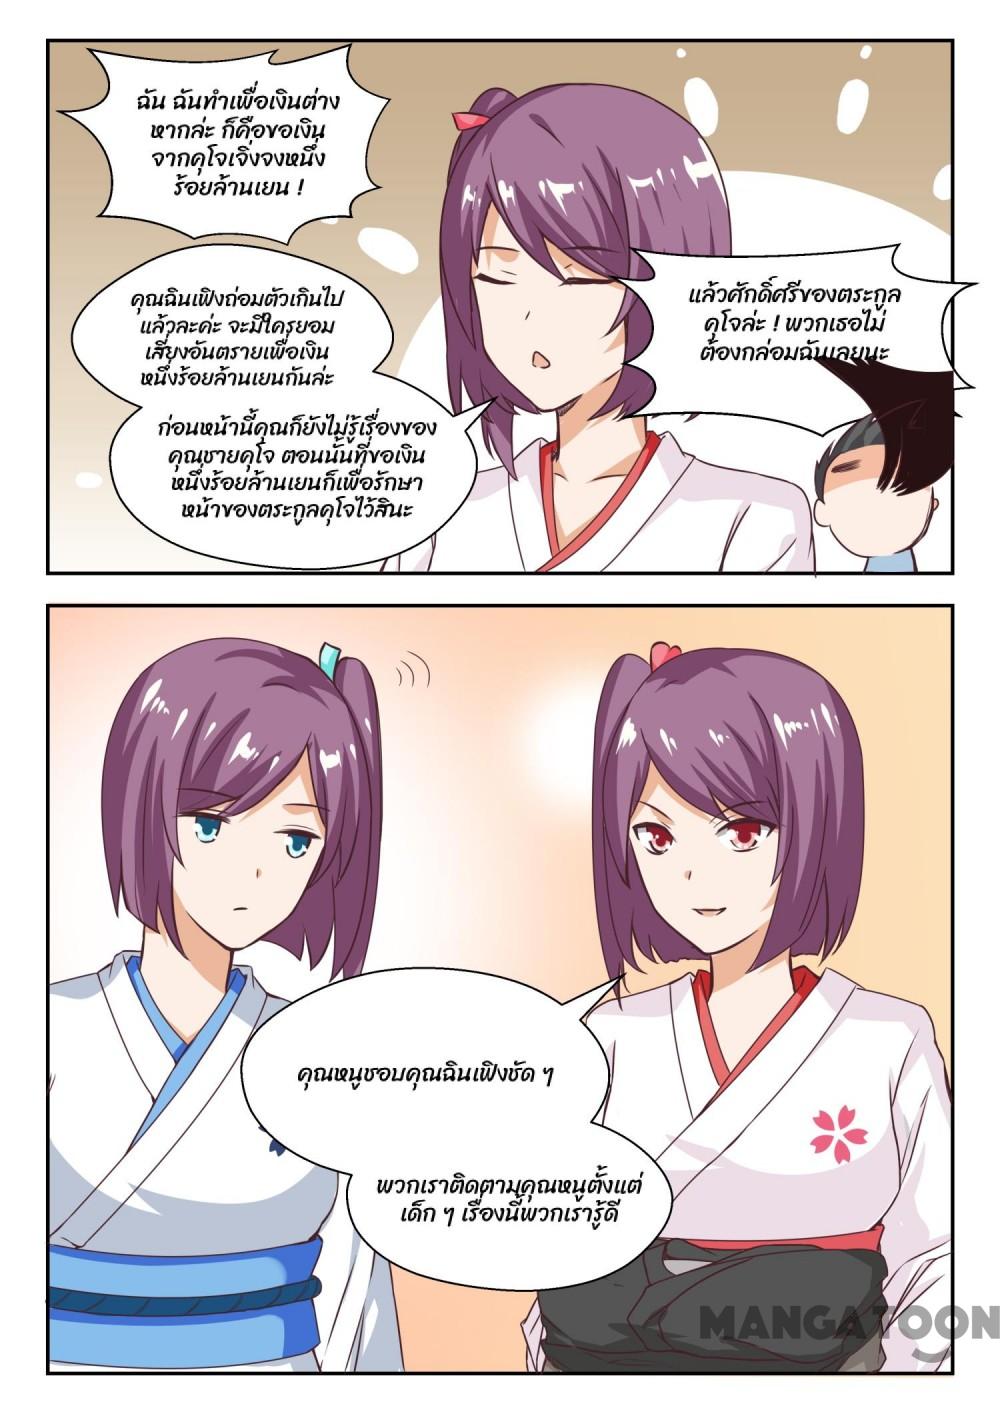 ฉัน ฉันทำเพื่อเงินต่าง
หากล่ะ ก็คือขอเงิน
จากคุโจเจิ่งจงหนึ่ง
ร้อยล้านเยน !
คุณฉินเฟิงถ่อมตัวเกินไป
แล้วละค่ะ จะมีใครยอม
เสี่ยงอันตรายเพื่อเงิน
หนึ่งร้อยล้านเยนกันล่ะ
แล้วศักดิ์ศรีของตระกูล
คุโจล่ะ ! พวกเธอไม่
ต้องกล่อมฉันเลยนะ
ก่อนหน้านี้คุณก็ยังไม่รู้เรื่องของ
คุณชายคุโจ ตอนนั้นที่ขอเงิน
หนึ่งร้อยล้านเยนก็เพื่อรักษา
หน้าของตระกูลคุโจไว้สินะ
คุณหนูชอบคุณฉินเฟิงชัด ๆ
พวกเราติดตามคุณหนูตั้งแต่
เด็ก ๆ เรื่องนี้พวกเรารู้ดี
MANGATOON